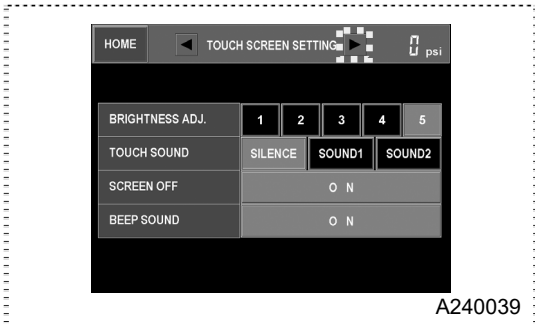 HOME ◀ TOUCH SCREEN SETTING ▶ 0 psi
BRIGHTNESS ADJ. 1 2 3 4 5
TOUCH SOUND SILENCE SOUND1 SOUND2
SCREEN OFF O N
BEEP SOUND O N
A240039